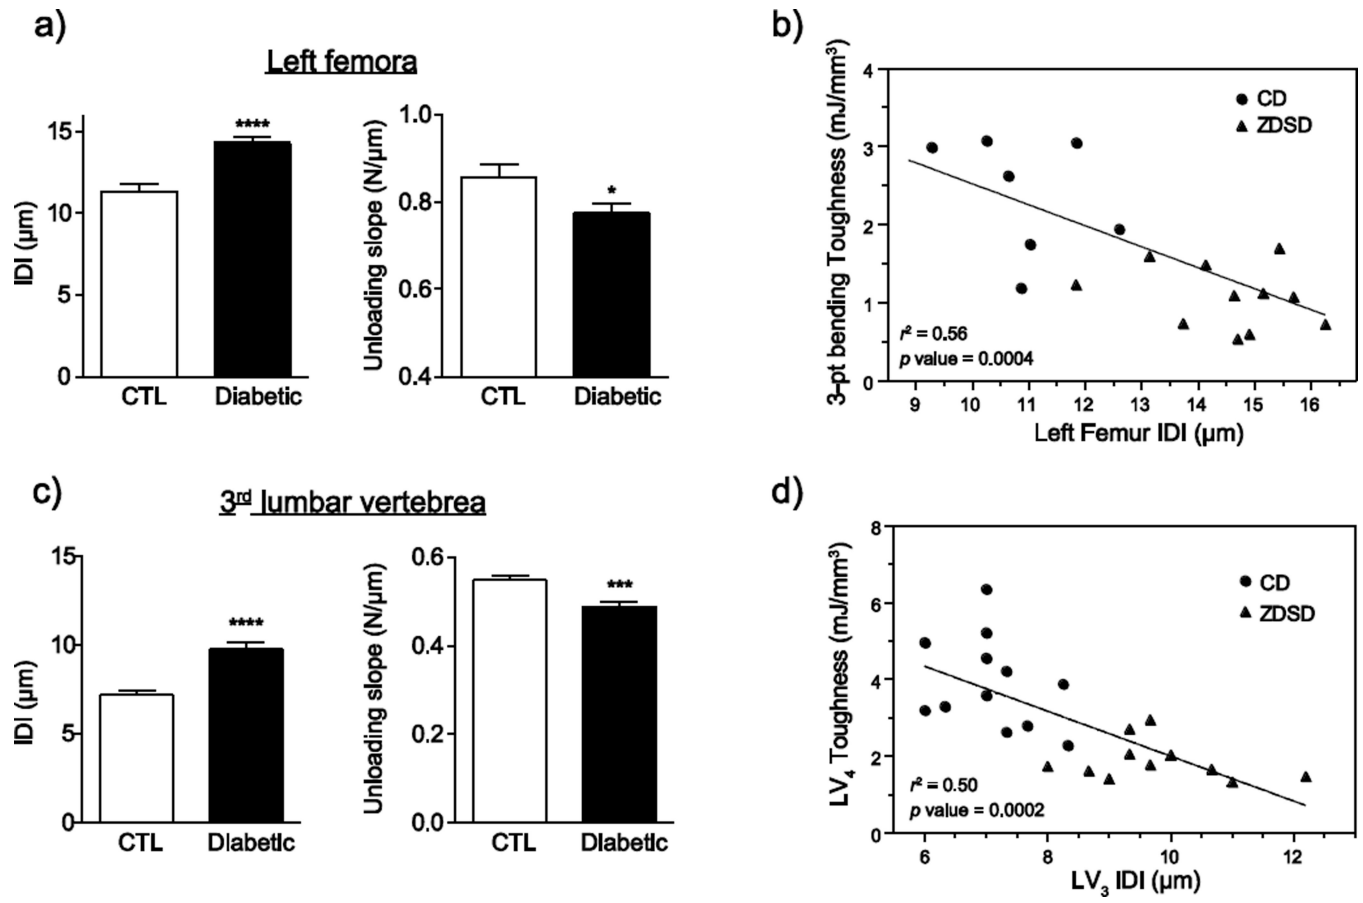 a)
Left femora
IDI (µm)
15
10
5
0
****
CTL
Diabetic
Unloading slope (N/µm)
1.0
0.8
0.6
0.4
*
CTL
Diabetic
b)
3-pt bending Toughness (mJ/mm³)
4
3
2
1
0
CD
ZDSD
r² = 0.56
p value = 0.0004
9 10 11 12 13 14 15 16
Left Femur IDI (µm)
c)
3rd lumbar vertebrea
IDI (µm)
15
10
5
0
****
CTL
Diabetic
Unloading slope (N/µm)
0.6
0.4
0.2
0.0
***
CTL
Diabetic
d)
LV₄ Toughness (mJ/mm³)
8
6
4
2
0
CD
ZDSD
r² = 0.50
p value = 0.0002
6 8 10 12
LV₃ IDI (µm)